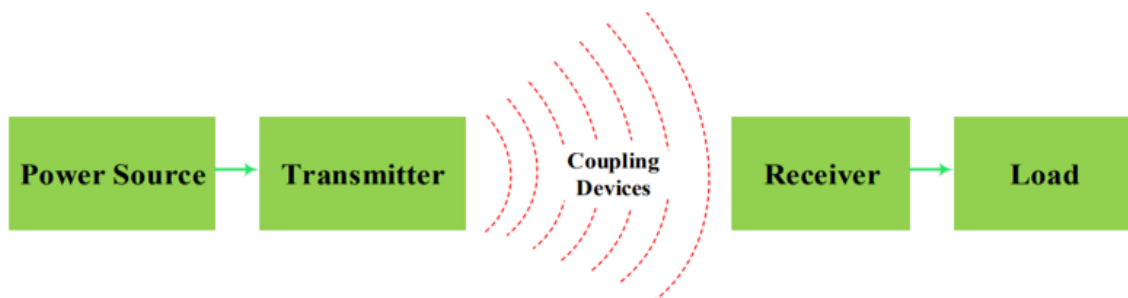 Power Source
Transmitter
Coupling
Devices
Receiver
Load